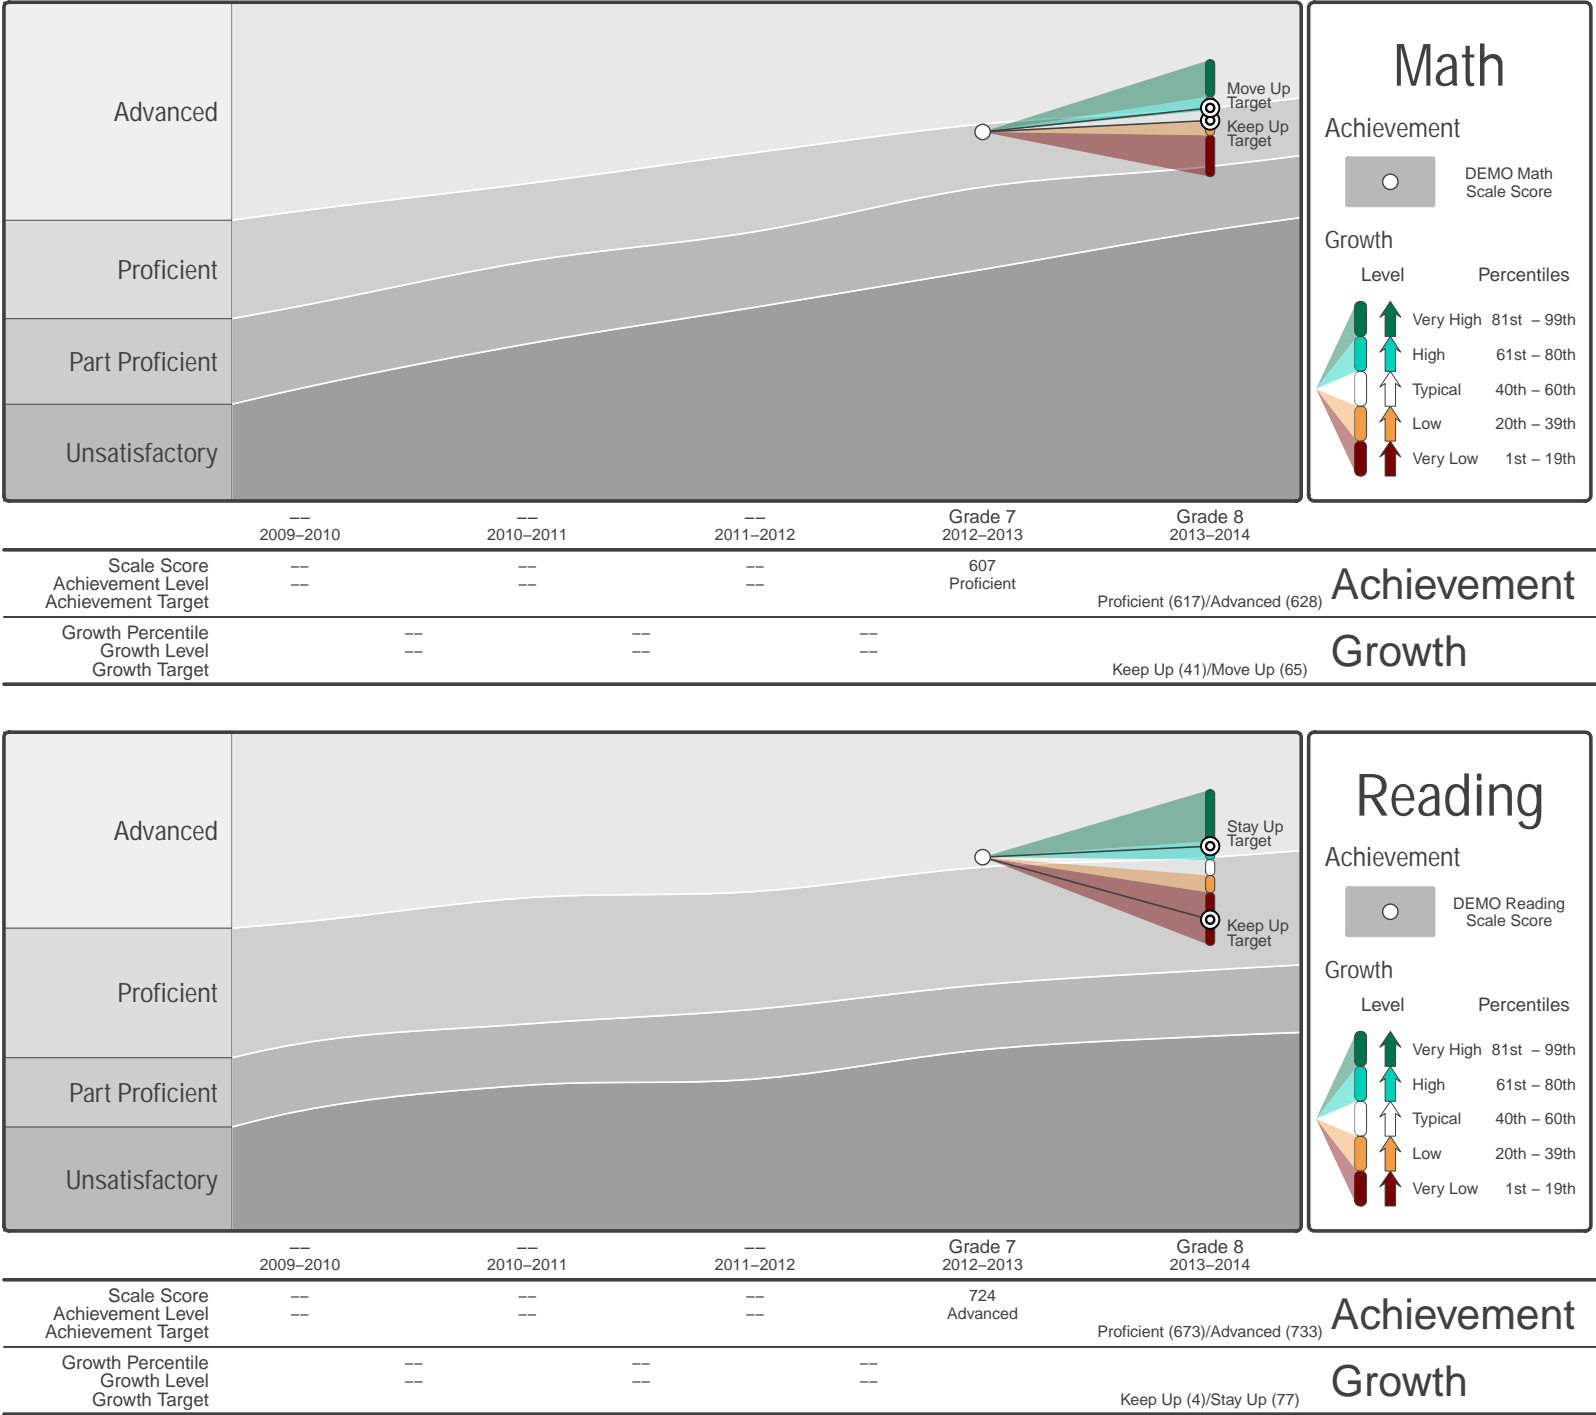 Advanced
Proficient
Part Proficient
Unsatisfactory
Move Up
Target
Keep Up
Target
Math
Achievement
DEMO Math
Scale Score
Growth
Level Percentiles
Very High 81st – 99th
High 61st – 80th
Typical 40th – 60th
Low 20th – 39th
Very Low 1st – 19th
–– –– –– Grade 7 Grade 8
2009–2010 2010–2011 2011–2012 2012–2013 2013–2014
Scale Score –– –– –– 607
Achievement Level –– –– –– Proficient
Achievement Target Proficient (617)/Advanced (628)
Achievement
Growth Percentile –– –– ––
Growth Level –– –– ––
Growth Target Keep Up (41)/Move Up (65)
Growth
Advanced
Proficient
Part Proficient
Unsatisfactory
Stay Up
Target
Keep Up
Target
Reading
Achievement
DEMO Reading
Scale Score
Growth
Level Percentiles
Very High 81st – 99th
High 61st – 80th
Typical 40th – 60th
Low 20th – 39th
Very Low 1st – 19th
–– –– –– Grade 7 Grade 8
2009–2010 2010–2011 2011–2012 2012–2013 2013–2014
Scale Score –– –– –– 724
Achievement Level –– –– –– Advanced
Achievement Target Proficient (673)/Advanced (733)
Achievement
Growth Percentile –– –– ––
Growth Level –– –– ––
Growth Target Keep Up (4)/Stay Up (77)
Growth